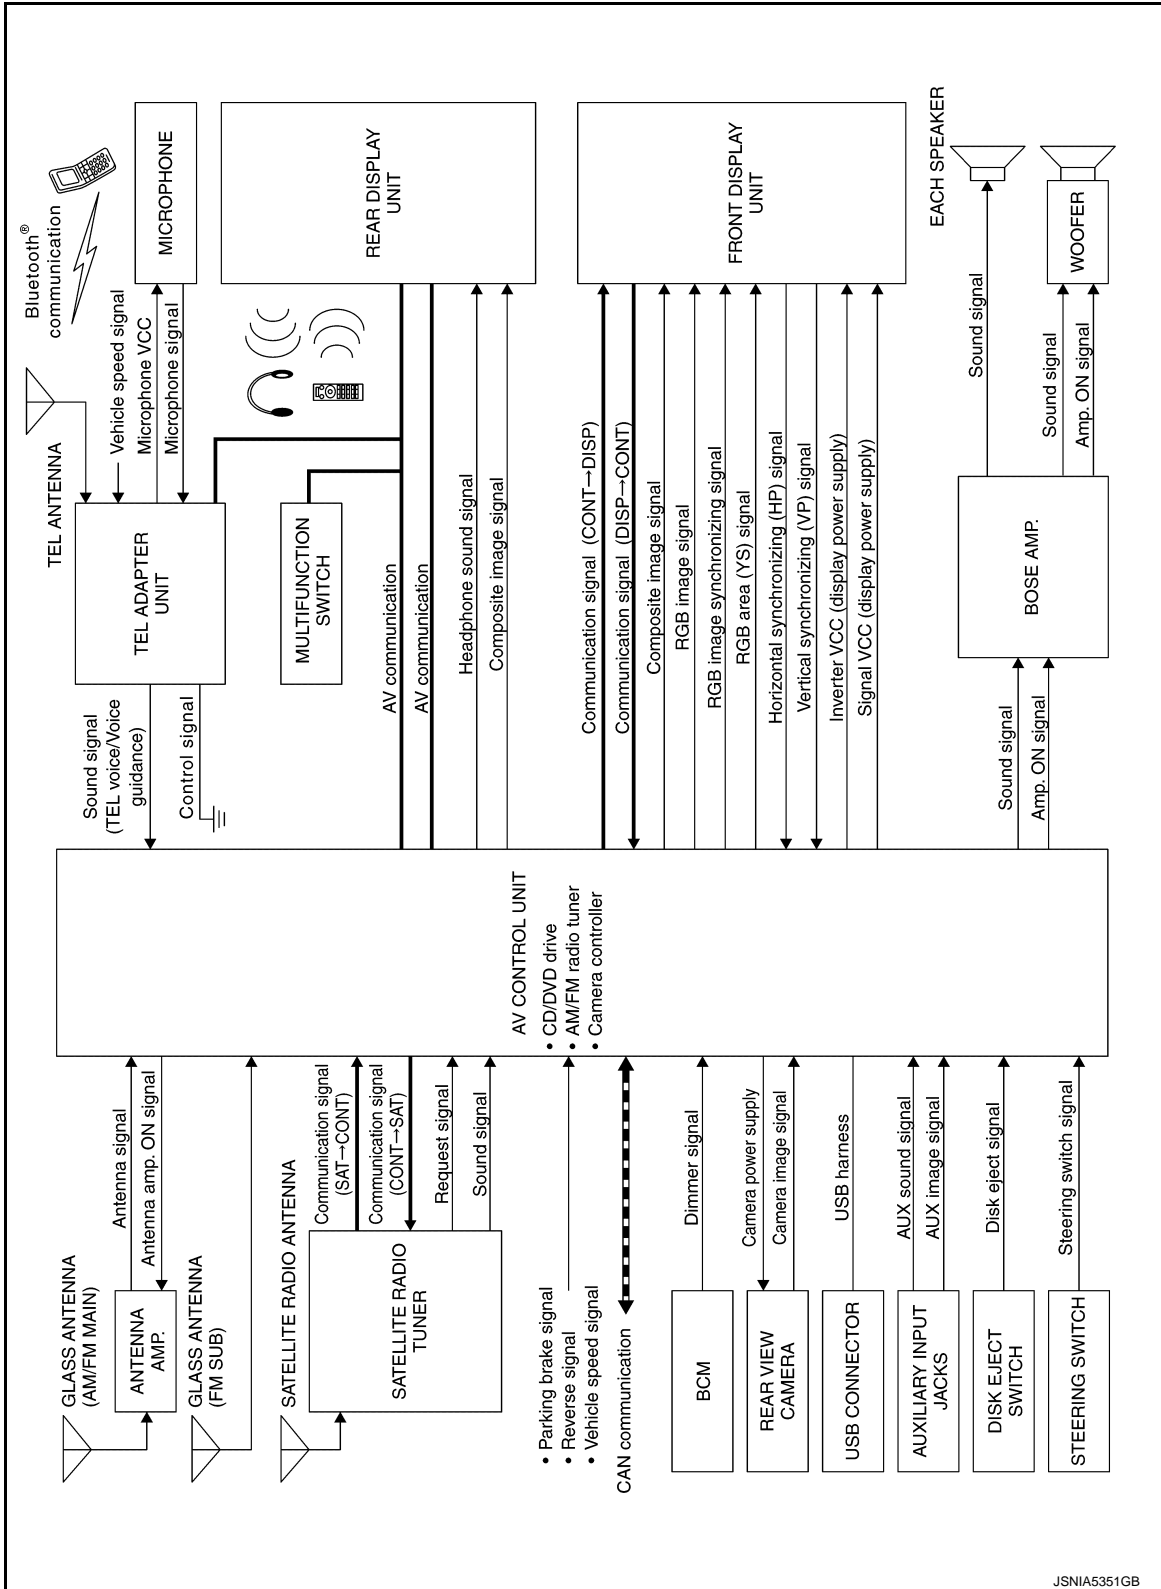 GLASS ANTENNA
(AM/FM MAIN)
ANTENNA
AMP.
Antenna signal
Antenna amp. ON signal
GLASS ANTENNA
(FM SUB)
SATELLITE RADIO ANTENNA
SATELLITE RADIO
TUNER
Communication signal
(SAT→CONT)
Communication signal
(CONT→SAT)
Request signal
Sound signal
• Parking brake signal
• Reverse signal
• Vehicle speed signal
CAN communication
BCM
Dimmer signal
REAR VIEW
CAMERA
Camera power supply
Camera image signal
USB CONNECTOR
USB harness
AUXILIARY INPUT
JACKS
AUX sound signal
AUX image signal
DISK EJECT
SWITCH
Disk eject signal
STEERING SWITCH
Steering switch signal
AV CONTROL UNIT
• CD/DVD drive
• AM/FM radio tuner
• Camera controller
Sound signal
(TEL voice/Voice
guidance)
Control signal
TEL ANTENNA
TEL ADAPTER
UNIT
Bluetooth®
communication
Vehicle speed signal
Microphone VCC
Microphone signal
MICROPHONE
MULTIFUNCTION
SWITCH
AV communication
AV communication
Headphone sound signal
Composite image signal
REAR DISPLAY
UNIT
Communication signal (CONT→DISP)
Communication signal (DISP→CONT)
Composite image signal
RGB image signal
RGB image synchronizing signal
RGB area (YS) signal
Horizontal synchronizing (HP) signal
Vertical synchronizing (VP) signal
Inverter VCC (display power supply)
Signal VCC (display power supply)
FRONT DISPLAY
UNIT
Sound signal
Amp. ON signal
BOSE AMP.
Sound signal
EACH SPEAKER
Sound signal
Amp. ON signal
WOOFER
JSNIA5351GB